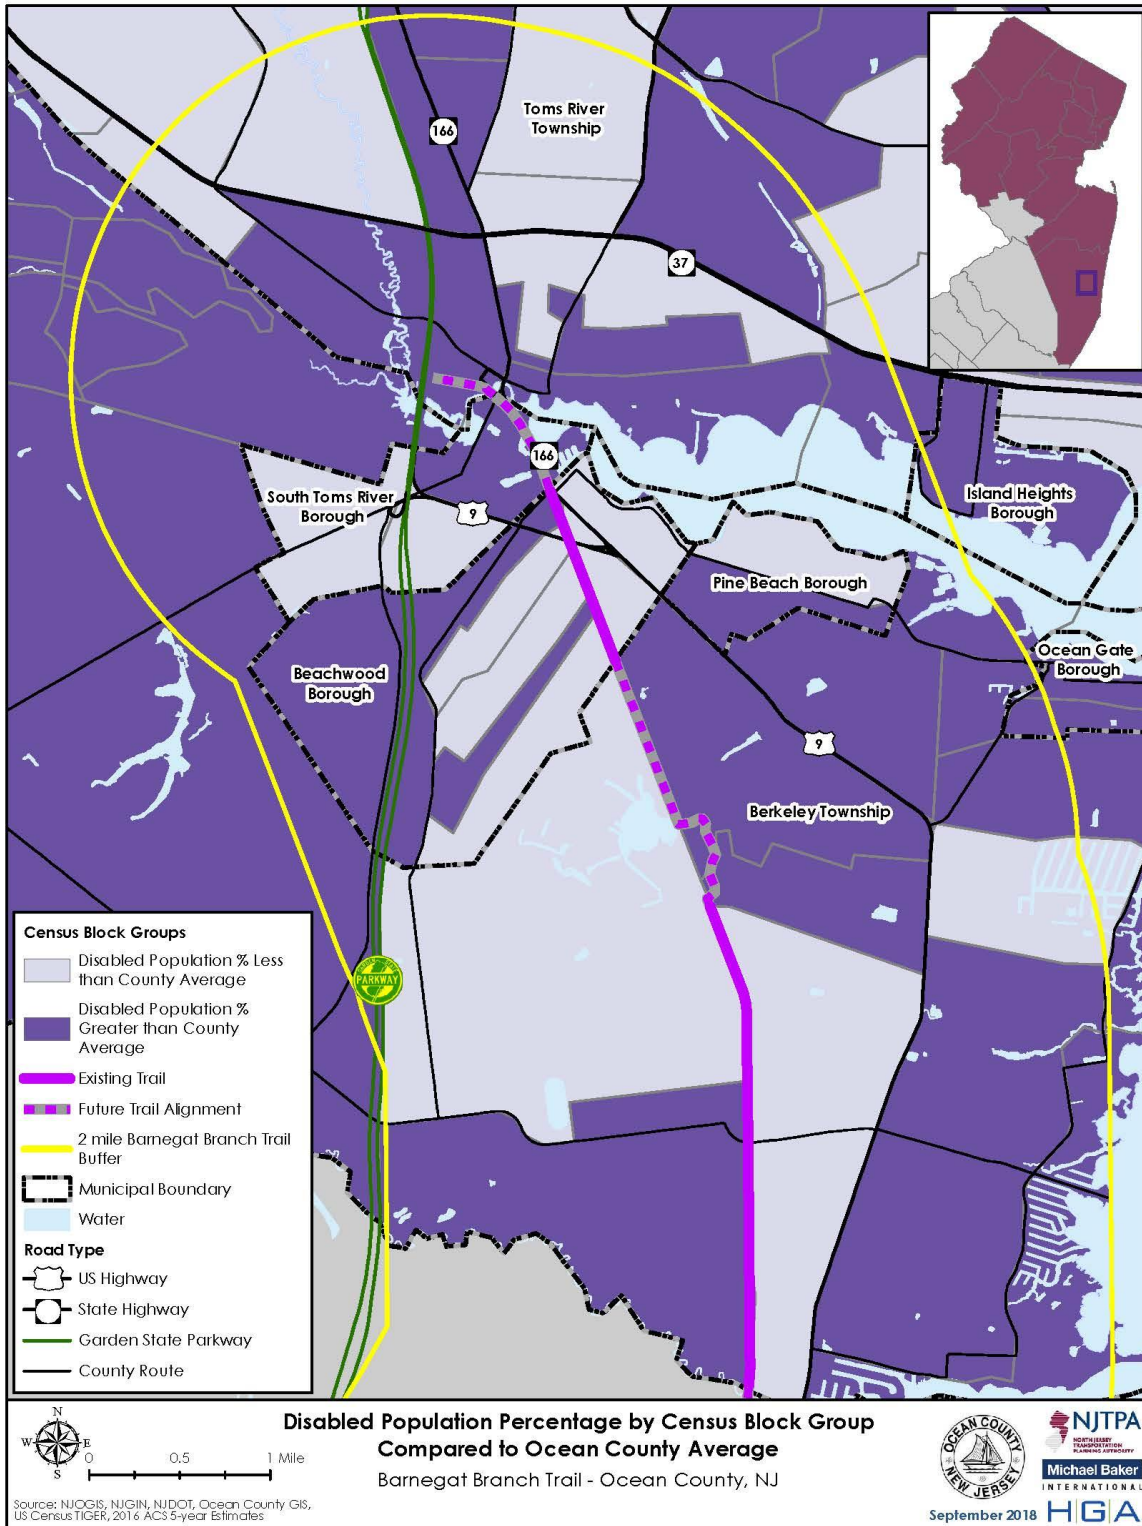 Toms River
Township
166
37
166
South Toms River
Borough
9
Island Heights
Borough
Pine Beach Borough
Ocean Gate
Borough
Beachwood
Borough
9
Berkeley Township
PARKWAY
Census Block Groups
Disabled Population % Less
than County Average
Disabled Population %
Greater than County
Average
Existing Trail
Future Trail Alignment
2 mile Barnegat Branch Trail
Buffer
Municipal Boundary
Water
Road Type
US Highway
State Highway
Garden State Parkway
County Route
N
W E
S
0 0.5 1 Mile
Source: NJOGIS, NJGIN, NJDOT, Ocean County GIS,
US Census TIGER, 2016 ACS 5-year Estimates
Disabled Population Percentage by Census Block Group
Compared to Ocean County Average
Barnegat Branch Trail - Ocean County, NJ
OCEAN COUNTY
NEW JERSEY
September 2018
NJTPA
NORTH JERSEY
TRANSPORTATION
PLANNING AUTHORITY
Michael Baker
INTERNATIONAL
H|G|A